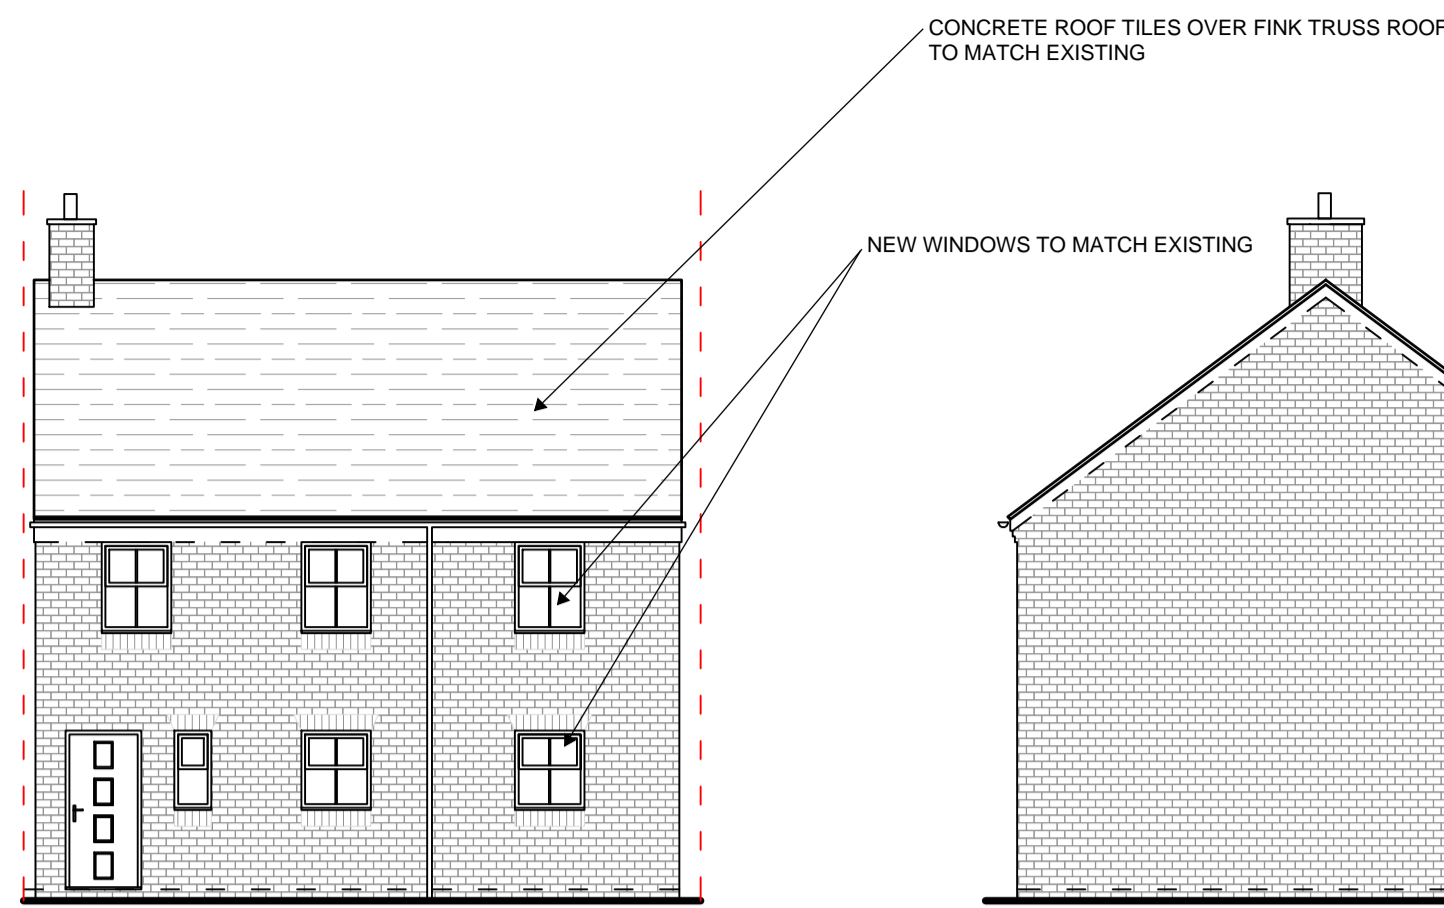 CONCRETE ROOF TILES OVER FINK TRUSS ROOF
TO MATCH EXISTING
NEW WINDOWS TO MATCH EXISTING